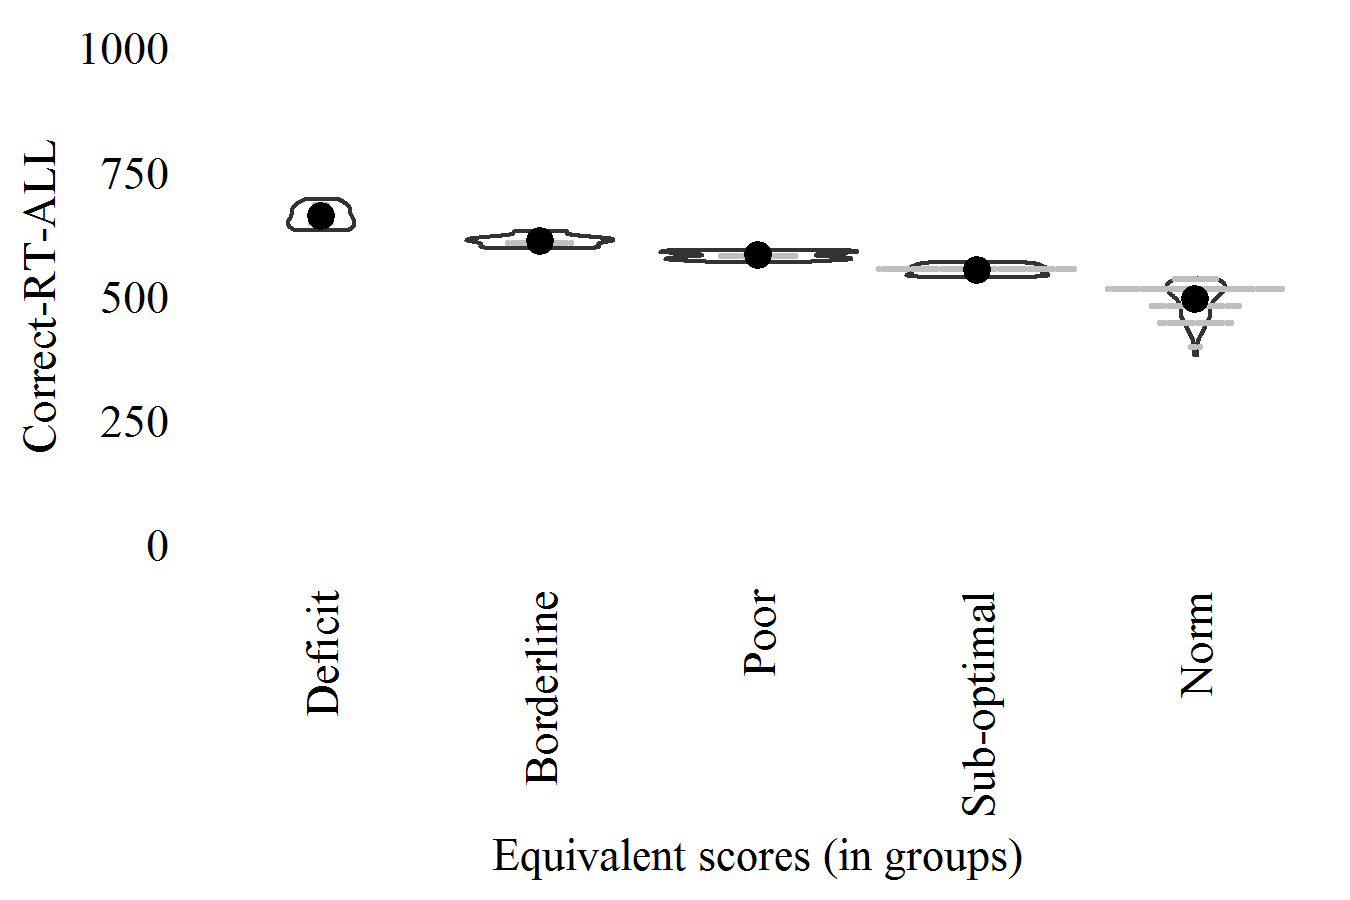 Correct-RT-ALL
1000
750
500
250
0
Deficit
Borderline
Poor
Sub-optimal
Norm
Equivalent scores (in groups)